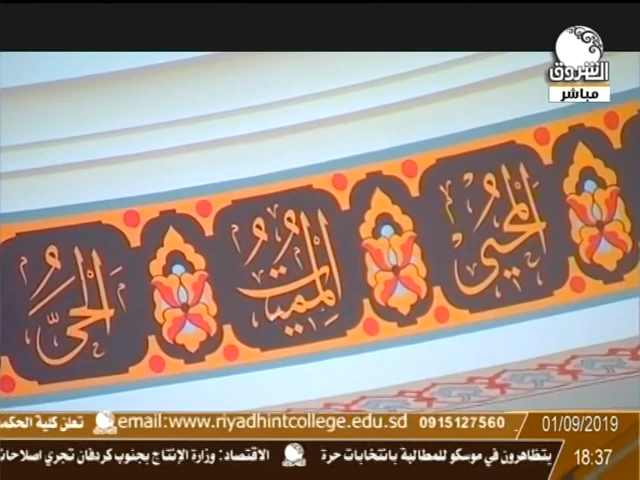 الشروق
مباشر
المحيي
المميت
الحي
تعلن كلية الحكمة email:www.riyadhintcollege.edu.sd 0915127560
01/09/2019
يتظاهرون في موسكو للمطالبة بانتخابات حرة الاقتصاد: وزارة الإنتاج بجنوب كردفان تجري اصلاحات
18:37